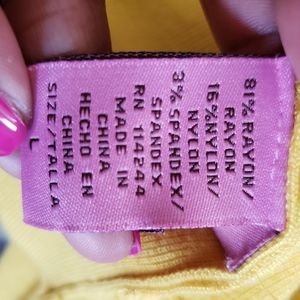 81% RAYON/
RAYON
16% NYLON/
NYLON
3% SPANDEX/
SPANDEX
RN 114244
MADE IN
CHINA
HECHO EN
CHINA
SIZE/TALLA
L